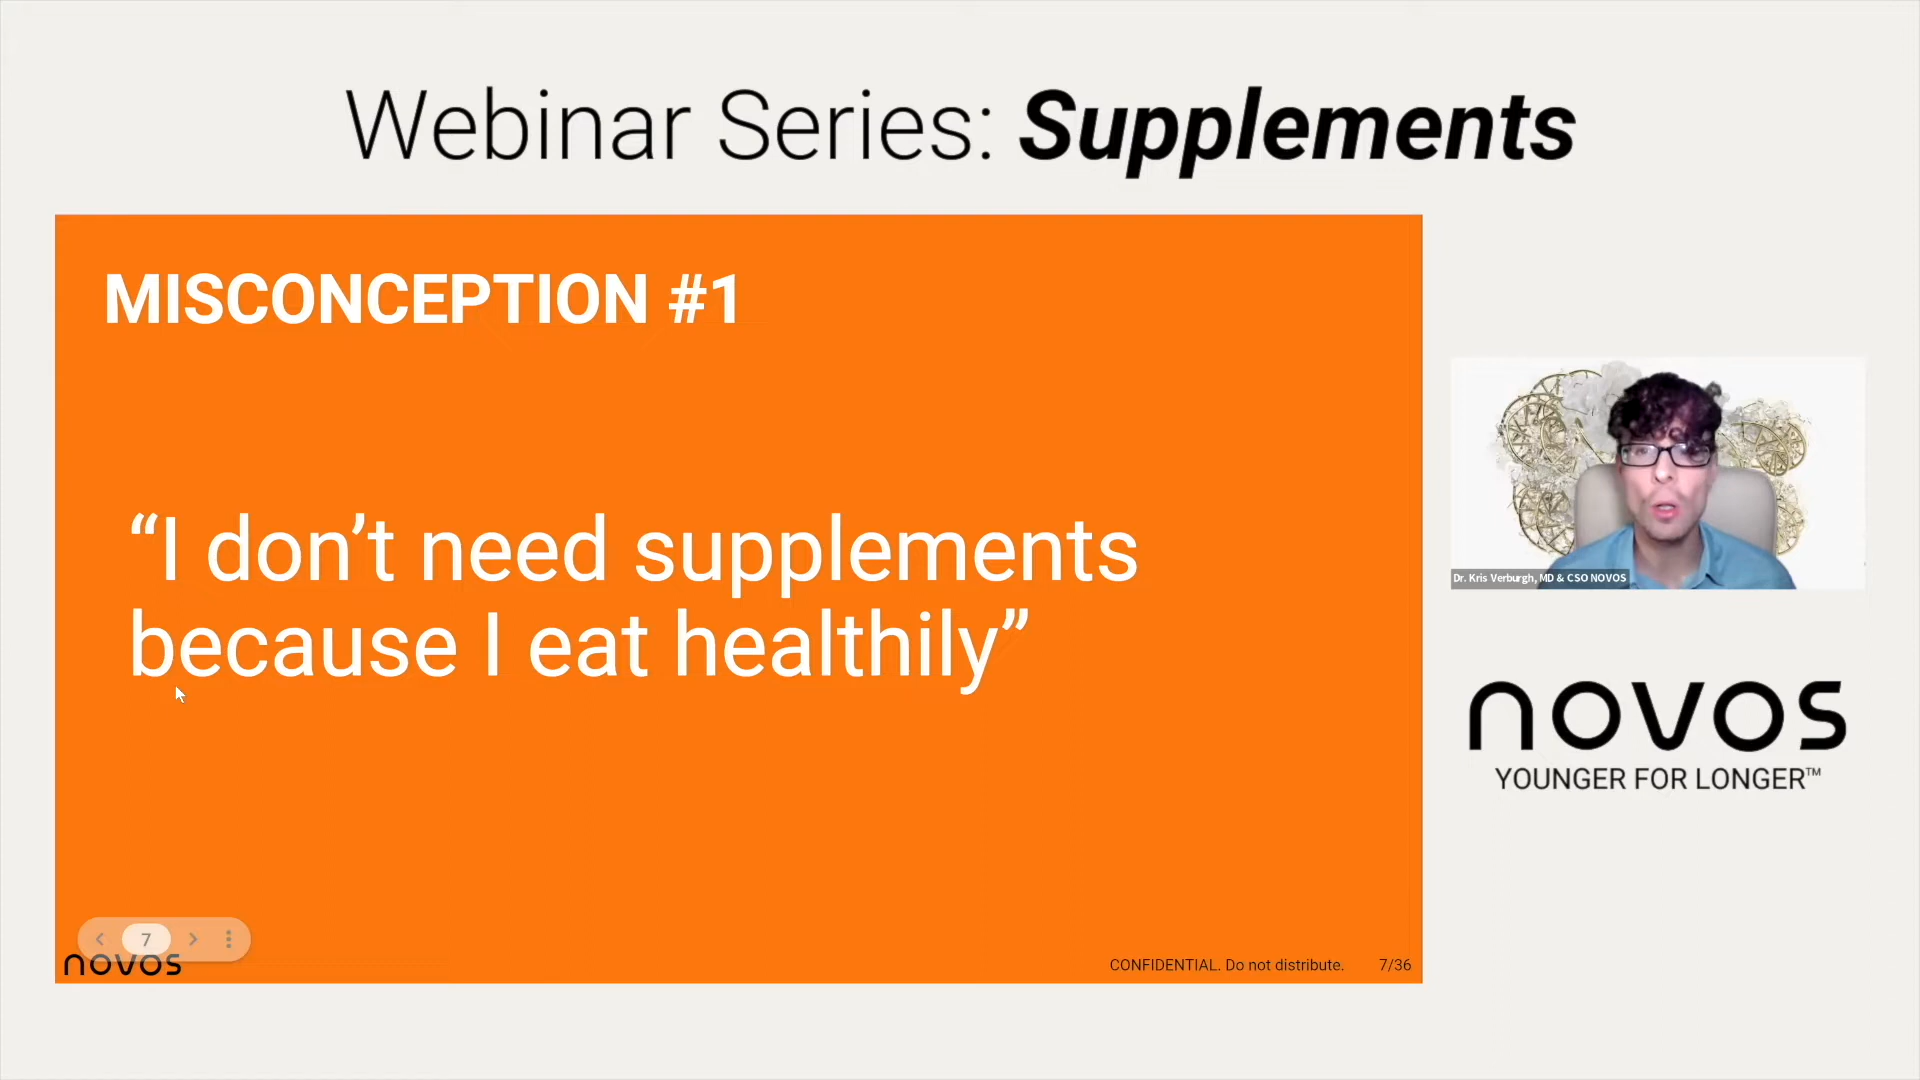 Webinar Series: Supplements
MISCONCEPTION #1
“I don’t need supplements
because I eat healthily”
Dr. Kris Verburgh, MD & CSO NOVOS
novos
YOUNGER FOR LONGER™
7
novos
CONFIDENTIAL. Do not distribute. 7/36